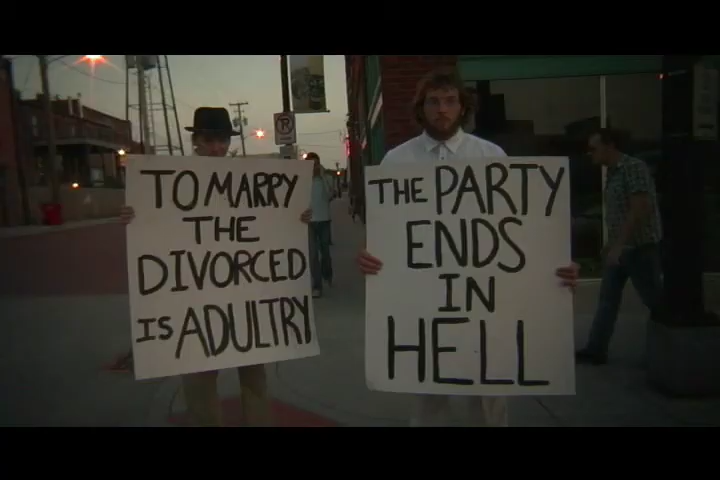 TO MARRY
THE
DIVORCED
IS ADULTRY
THE PARTY
ENDS
IN
HELL